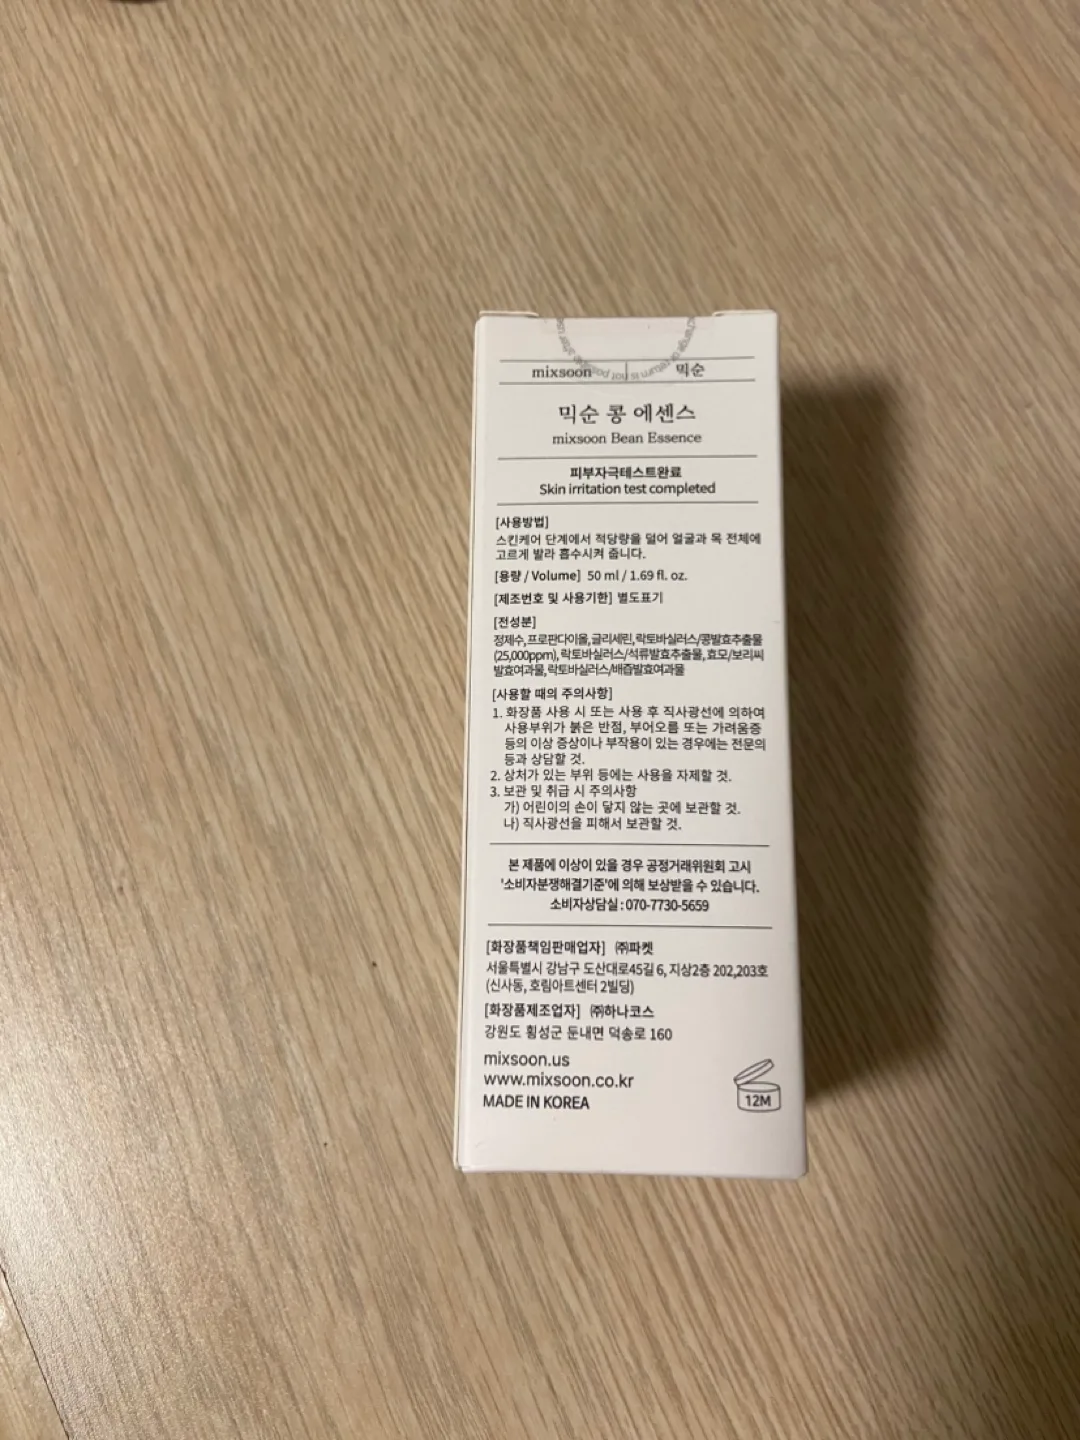 change or return is not possible after use
mixsoon 믹순
믹순 콩 에센스
mixsoon Bean Essence
피부자극테스트완료
Skin irritation test completed
[사용방법]
스킨케어 단계에서 적당량을 덜어 얼굴과 목 전체에
고르게 발라 흡수시켜 줍니다.
[용량 / Volume] 50 ml / 1.69 fl. oz.
[제조번호 및 사용기한] 별도표기
[전성분]
정제수, 프로판다이올, 글리세린, 락토바실러스/콩발효추출물
(25,000ppm), 락토바실러스/석류발효추출물, 효모/보리씨
발효여과물, 락토바실러스/배즙발효여과물
[사용할 때의 주의사항]
1. 화장품 사용 시 또는 사용 후 직사광선에 의하여
사용부위가 붉은 반점, 부어오름 또는 가려움증
등의 이상 증상이나 부작용이 있는 경우에는 전문의
등과 상담할 것.
2. 상처가 있는 부위 등에는 사용을 자제할 것.
3. 보관 및 취급 시 주의사항
가) 어린이의 손이 닿지 않는 곳에 보관할 것.
나) 직사광선을 피해서 보관할 것.
본 제품에 이상이 있을 경우 공정거래위원회 고시
'소비자분쟁해결기준'에 의해 보상받을 수 있습니다.
소비자상담실 : 070-7730-5659
[화장품책임판매업자] ㈜파켓
서울특별시 강남구 도산대로45길 6, 지상2층 202,203호
(신사동, 호림아트센터 2빌딩)
[화장품제조업자] ㈜하나코스
강원도 횡성군 둔내면 덕송로 160
mixsoon.us
www.mixsoon.co.kr
MADE IN KOREA
12M